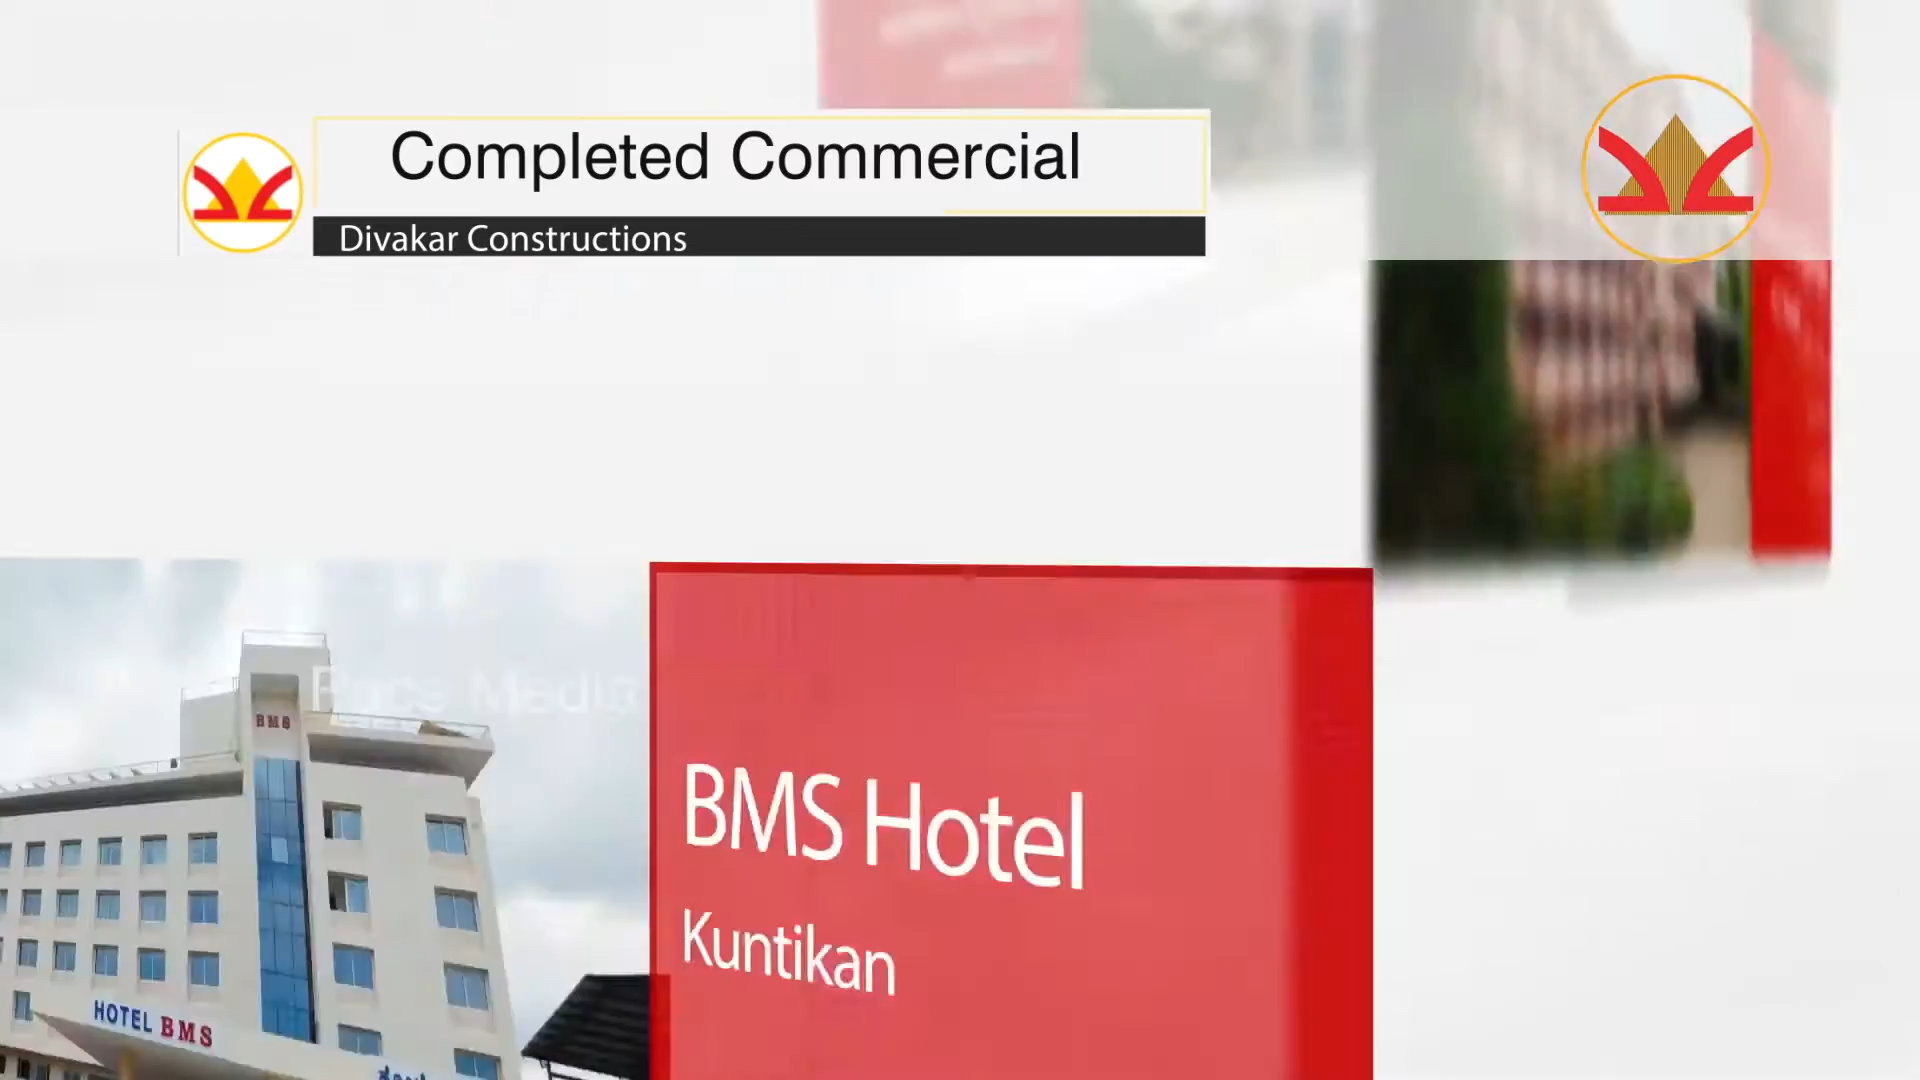 Completed Commercial
Divakar Constructions
BMS
BMS Hotel
Kuntikan
HOTEL BMS